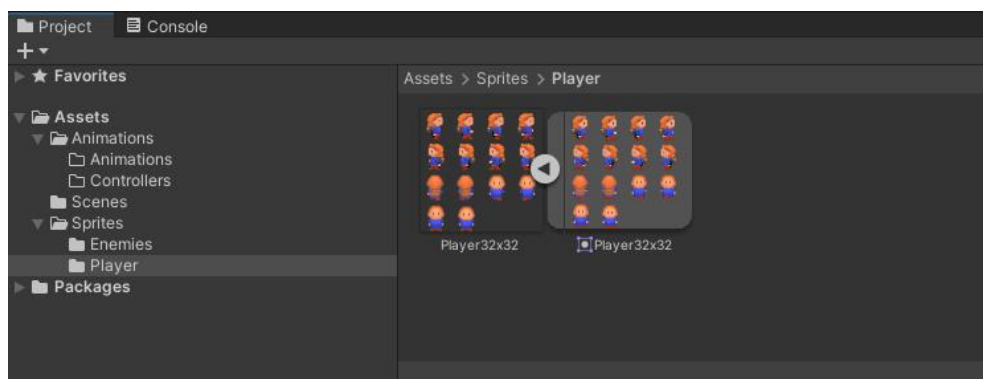 Project Console
Favorites
Assets > Sprites > Player
Assets
Animations
Animations
Controllers
Scenes
Sprites
Enemies
Player
Packages
Player32x32
Player32x32